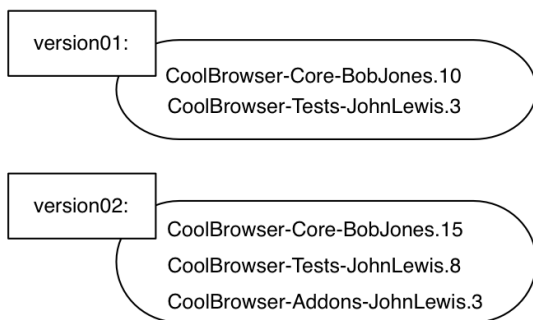 version01:
CoolBrowser-Core-BobJones.10
CoolBrowser-Tests-JohnLewis.3
version02:
CoolBrowser-Core-BobJones.15
CoolBrowser-Tests-JohnLewis.8
CoolBrowser-Addons-JohnLewis.3